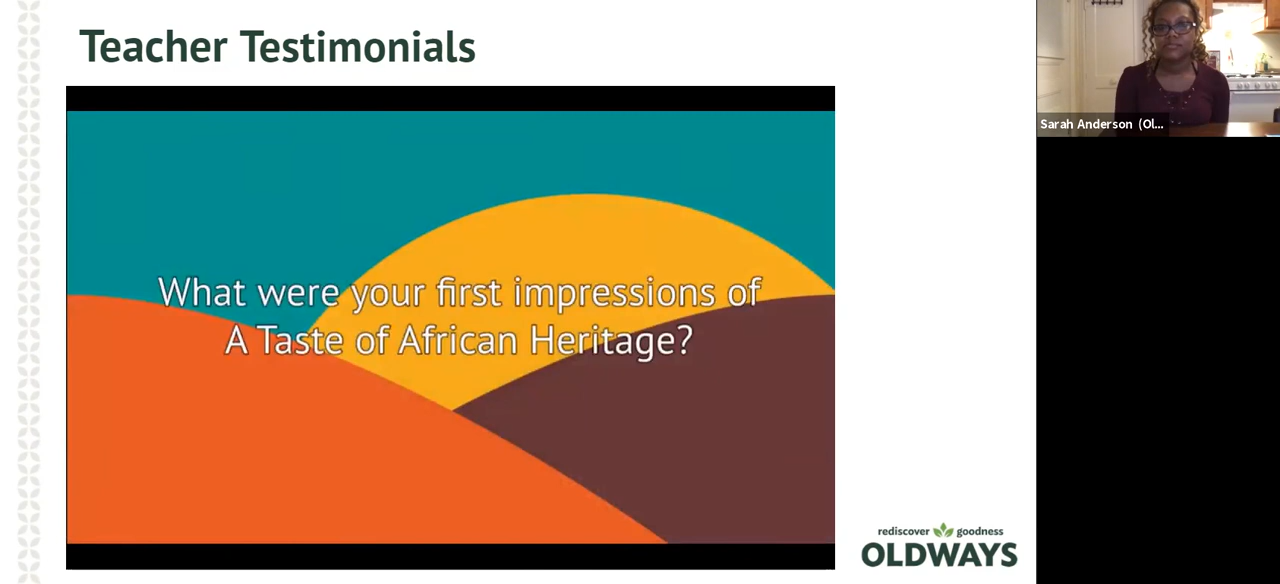 Teacher Testimonials
What were your first impressions of
A Taste of African Heritage?
Sarah Anderson (Ol...
rediscover goodness
OLDWAYS